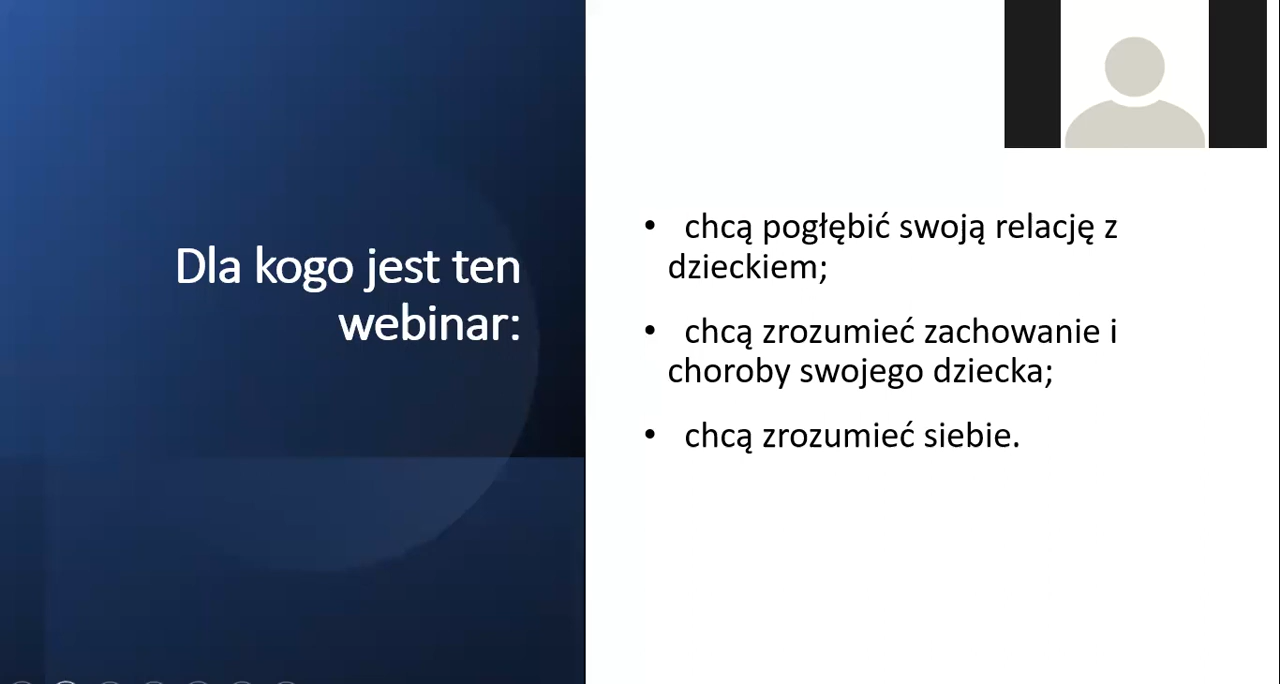 Dla kogo jest ten
webinar:
• chcą pogłębić swoją relację z
dzieckiem;
• chcą zrozumieć zachowanie i
choroby swojego dziecka;
• chcą zrozumieć siebie.